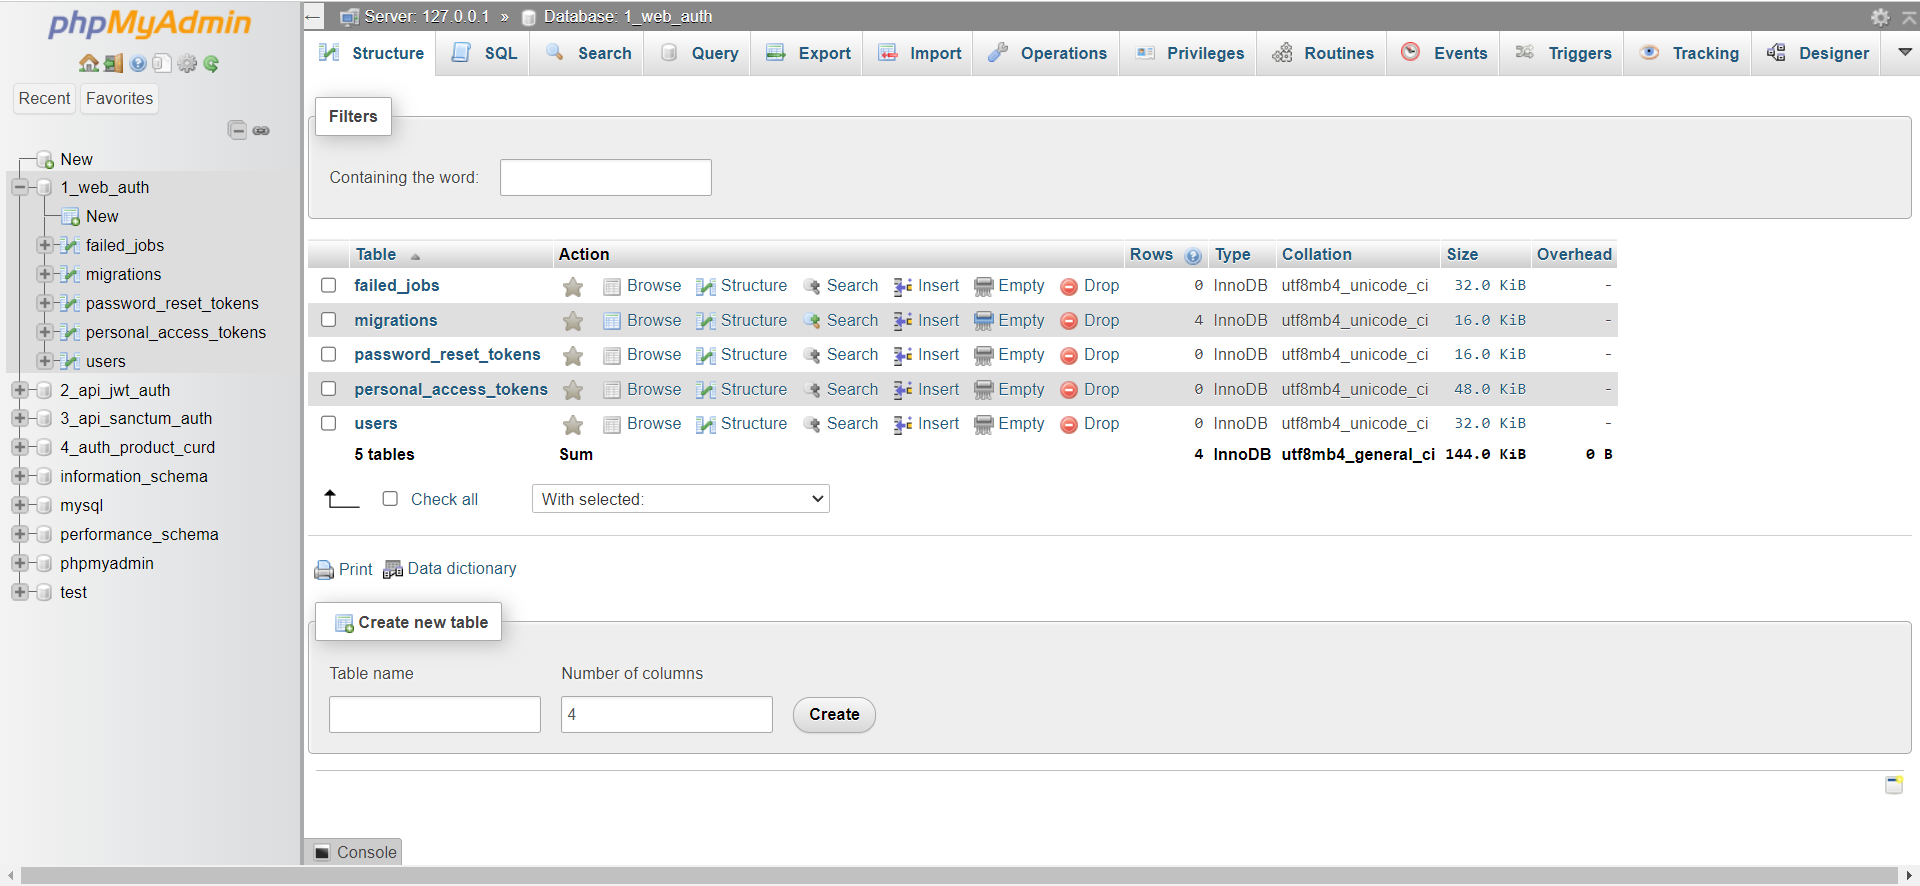 phpMyAdmin
Recent Favorites
New
1_web_auth
New
failed_jobs
migrations
password_reset_tokens
personal_access_tokens
users
2_api_jwt_auth
3_api_sanctum_auth
4_auth_product_curd
information_schema
mysql
performance_schema
phpmyadmin
test
Server: 127.0.0.1 » Database: 1_web_auth
Structure SQL Search Query Export Import Operations Privileges Routines Events Triggers Tracking Designer
Filters
Containing the word:
Table Action Rows Type Collation Size Overhead
failed_jobs Browse Structure Search Insert Empty Drop 0 InnoDB utf8mb4_unicode_ci 32.0 KiB -
migrations Browse Structure Search Insert Empty Drop 4 InnoDB utf8mb4_unicode_ci 16.0 KiB -
password_reset_tokens Browse Structure Search Insert Empty Drop 0 InnoDB utf8mb4_unicode_ci 16.0 KiB -
personal_access_tokens Browse Structure Search Insert Empty Drop 0 InnoDB utf8mb4_unicode_ci 48.0 KiB -
users Browse Structure Search Insert Empty Drop 0 InnoDB utf8mb4_unicode_ci 32.0 KiB -
5 tables Sum 4 InnoDB utf8mb4_general_ci 144.0 KiB 0 B
Check all With selected:
Print Data dictionary
Create new table
Table name Number of columns
4 Create
Console